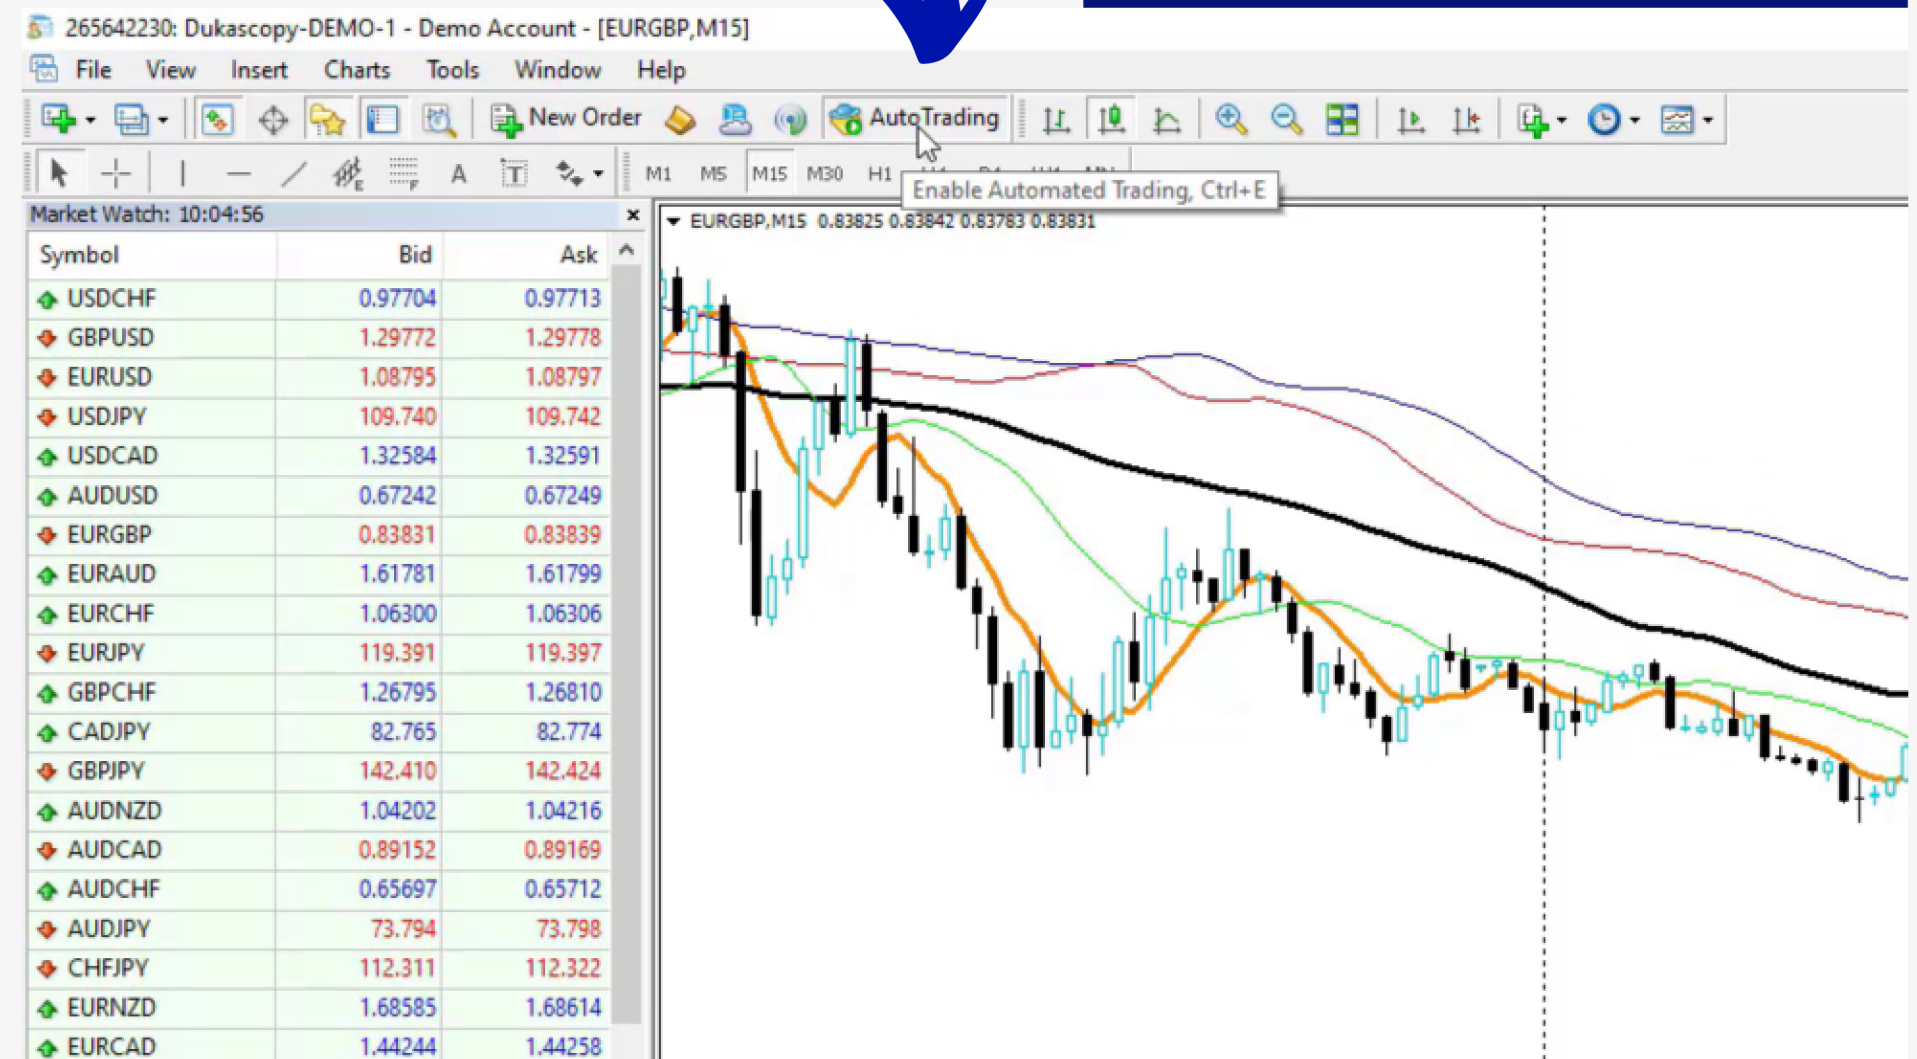 265642230: Dukascopy-DEMO-1 - Demo Account - [EURGBP,M15]
File View Insert Charts Tools Window Help
New Order AutoTrading
A T M1 M5 M15 M30 H1
Enable Automated Trading, Ctrl+E
Market Watch: 10:04:56
EURGBP,M15 0.83825 0.83842 0.83783 0.83831
Symbol Bid Ask
USDCHF 0.97704 0.97713
GBPUSD 1.29772 1.29778
EURUSD 1.08795 1.08797
USDJPY 109.740 109.742
USDCAD 1.32584 1.32591
AUDUSD 0.67242 0.67249
EURGBP 0.83831 0.83839
EURAUD 1.61781 1.61799
EURCHF 1.06300 1.06306
EURJPY 119.391 119.397
GBPCHF 1.26795 1.26810
CADJPY 82.765 82.774
GBPJPY 142.410 142.424
AUDNZD 1.04202 1.04216
AUDCAD 0.89152 0.89169
AUDCHF 0.65697 0.65712
AUDJPY 73.794 73.798
CHFJPY 112.311 112.322
EURNZD 1.68585 1.68614
EURCAD 1.44244 1.44258